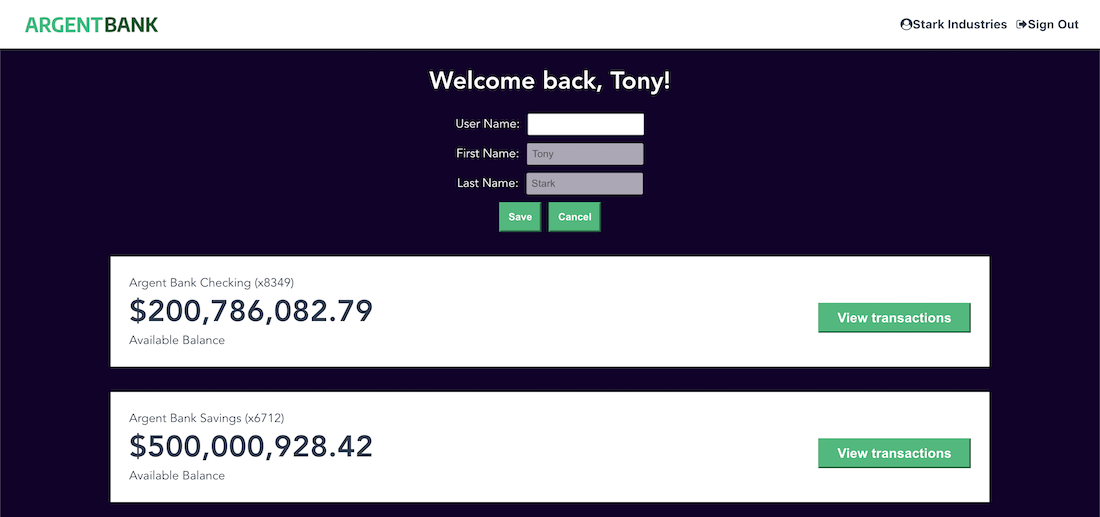 ARGENTBANK
Stark Industries Sign Out
Welcome back, Tony!
User Name:
First Name: Tony
Last Name: Stark
Save Cancel
Argent Bank Checking (x8349)
$200,786,082.79
Available Balance
View transactions
Argent Bank Savings (x6712)
$500,000,928.42
Available Balance
View transactions